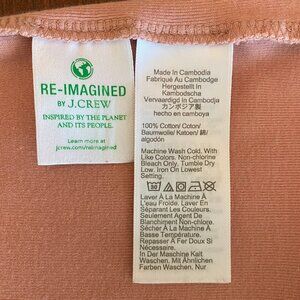 RE-IMAGINED
BY J.CREW
INSPIRED BY THE PLANET
AND ITS PEOPLE.
Learn more at
jcrew.com/reimagined
Made In Cambodia
Fabriqué Au Cambodge
Hergestellt In
Kambodscha
Vervaardigd In Cambodja
カンボジア製
hecho en camboya
100% Cotton/ Coton/
Baumwolle/ Katoen/ 綿/
algodón
Machine Wash Cold, With
Like Colors. Non-chlorine
Bleach Only, Tumble Dry
Low. Iron On Lowest
Setting.
Laver À La Machine À
L'eau Froide. Laver En
Séparant Les Couleurs.
Seulement Agent De
Blanchiment Non Chloré.
Sécher À La Machine À
Basse Température.
Repasser À Fer Doux Si
Nécessaire.
In Der Maschine Kalt
Waschen, Mit Ähnlichen
Farben Waschen, Nur